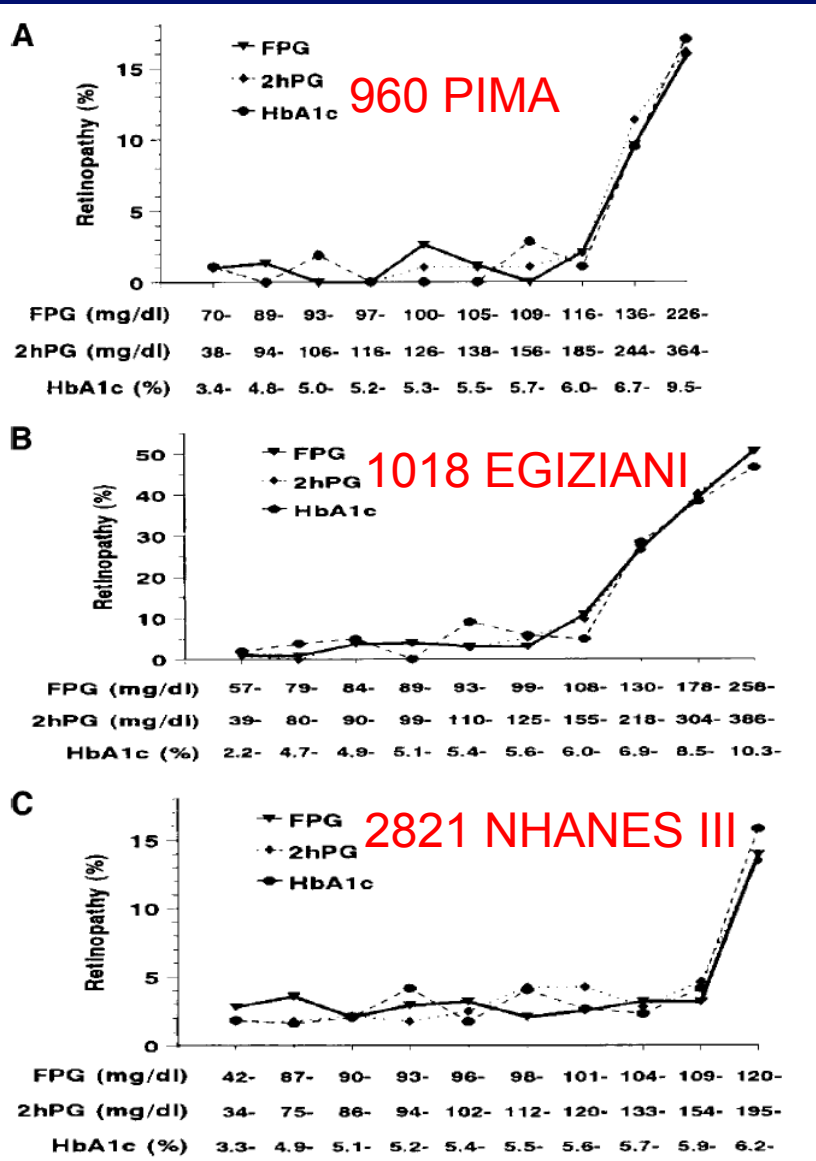 A
FPG
2hPG
HbA1c
960 PIMA
Retinopathy (%)
15
10
5
0
FPG (mg/dl) 70- 89- 93- 97- 100- 105- 109- 116- 136- 226-
2hPG (mg/dl) 38- 94- 106- 116- 126- 138- 156- 185- 244- 364-
HbA1c (%) 3.4- 4.8- 5.0- 5.2- 5.3- 5.5- 5.7- 6.0- 6.7- 9.5-
B
FPG
2hPG
HbA1c
1018 EGIZIANI
Retinopathy (%)
50
40
30
20
10
0
FPG (mg/dl) 57- 79- 84- 89- 93- 99- 108- 130- 178- 258-
2hPG (mg/dl) 39- 80- 90- 99- 110- 125- 155- 218- 304- 386-
HbA1c (%) 2.2- 4.7- 4.9- 5.1- 5.4- 5.6- 6.0- 6.9- 8.5- 10.3-
C
FPG
2hPG
HbA1c
2821 NHANES III
Retinopathy (%)
15
10
5
0
FPG (mg/dl) 42- 87- 90- 93- 96- 98- 101- 104- 109- 120-
2hPG (mg/dl) 34- 75- 86- 94- 102- 112- 120- 133- 154- 195-
HbA1c (%) 3.3- 4.9- 5.1- 5.2- 5.4- 5.5- 5.6- 5.7- 5.9- 6.2-